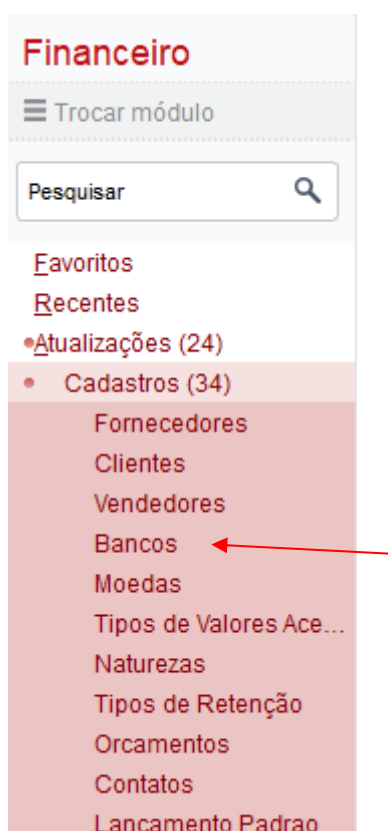 Financeiro
Trocar módulo
Pesquisar
Favoritos
Recentes
Atualizações (24)
Cadastros (34)
Fornecedores
Clientes
Vendedores
Bancos
Moedas
Tipos de Valores Ace...
Naturezas
Tipos de Retenção
Orcamentos
Contatos
Lancamento Padrao